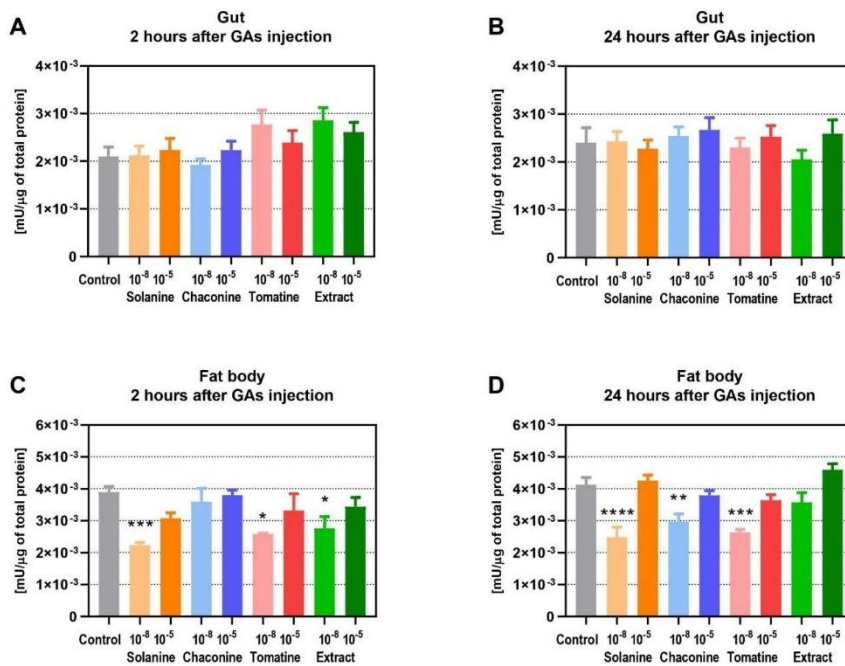 A
Gut
2 hours after GAs injection
[mU/μg of total protein]
4×10⁻³
3×10⁻³
2×10⁻³
1×10⁻³
0
Control 10⁻⁸ 10⁻⁵ 10⁻⁸ 10⁻⁵ 10⁻⁸ 10⁻⁵ 10⁻⁸ 10⁻⁵
Solanine Chaconine Tomatine Extract
B
Gut
24 hours after GAs injection
[mU/μg of total protein]
4×10⁻³
3×10⁻³
2×10⁻³
1×10⁻³
0
Control 10⁻⁸ 10⁻⁵ 10⁻⁸ 10⁻⁵ 10⁻⁸ 10⁻⁵ 10⁻⁸ 10⁻⁵
Solanine Chaconine Tomatine Extract
C
Fat body
2 hours after GAs injection
[mU/μg of total protein]
6×10⁻³
5×10⁻³
4×10⁻³
3×10⁻³
2×10⁻³
1×10⁻³
0
*** * *
Control 10⁻⁸ 10⁻⁵ 10⁻⁸ 10⁻⁵ 10⁻⁸ 10⁻⁵ 10⁻⁸ 10⁻⁵
Solanine Chaconine Tomatine Extract
D
Fat body
24 hours after GAs injection
[mU/μg of total protein]
6×10⁻³
5×10⁻³
4×10⁻³
3×10⁻³
2×10⁻³
1×10⁻³
0
**** ** ***
Control 10⁻⁸ 10⁻⁵ 10⁻⁸ 10⁻⁵ 10⁻⁸ 10⁻⁵ 10⁻⁸ 10⁻⁵
Solanine Chaconine Tomatine Extract